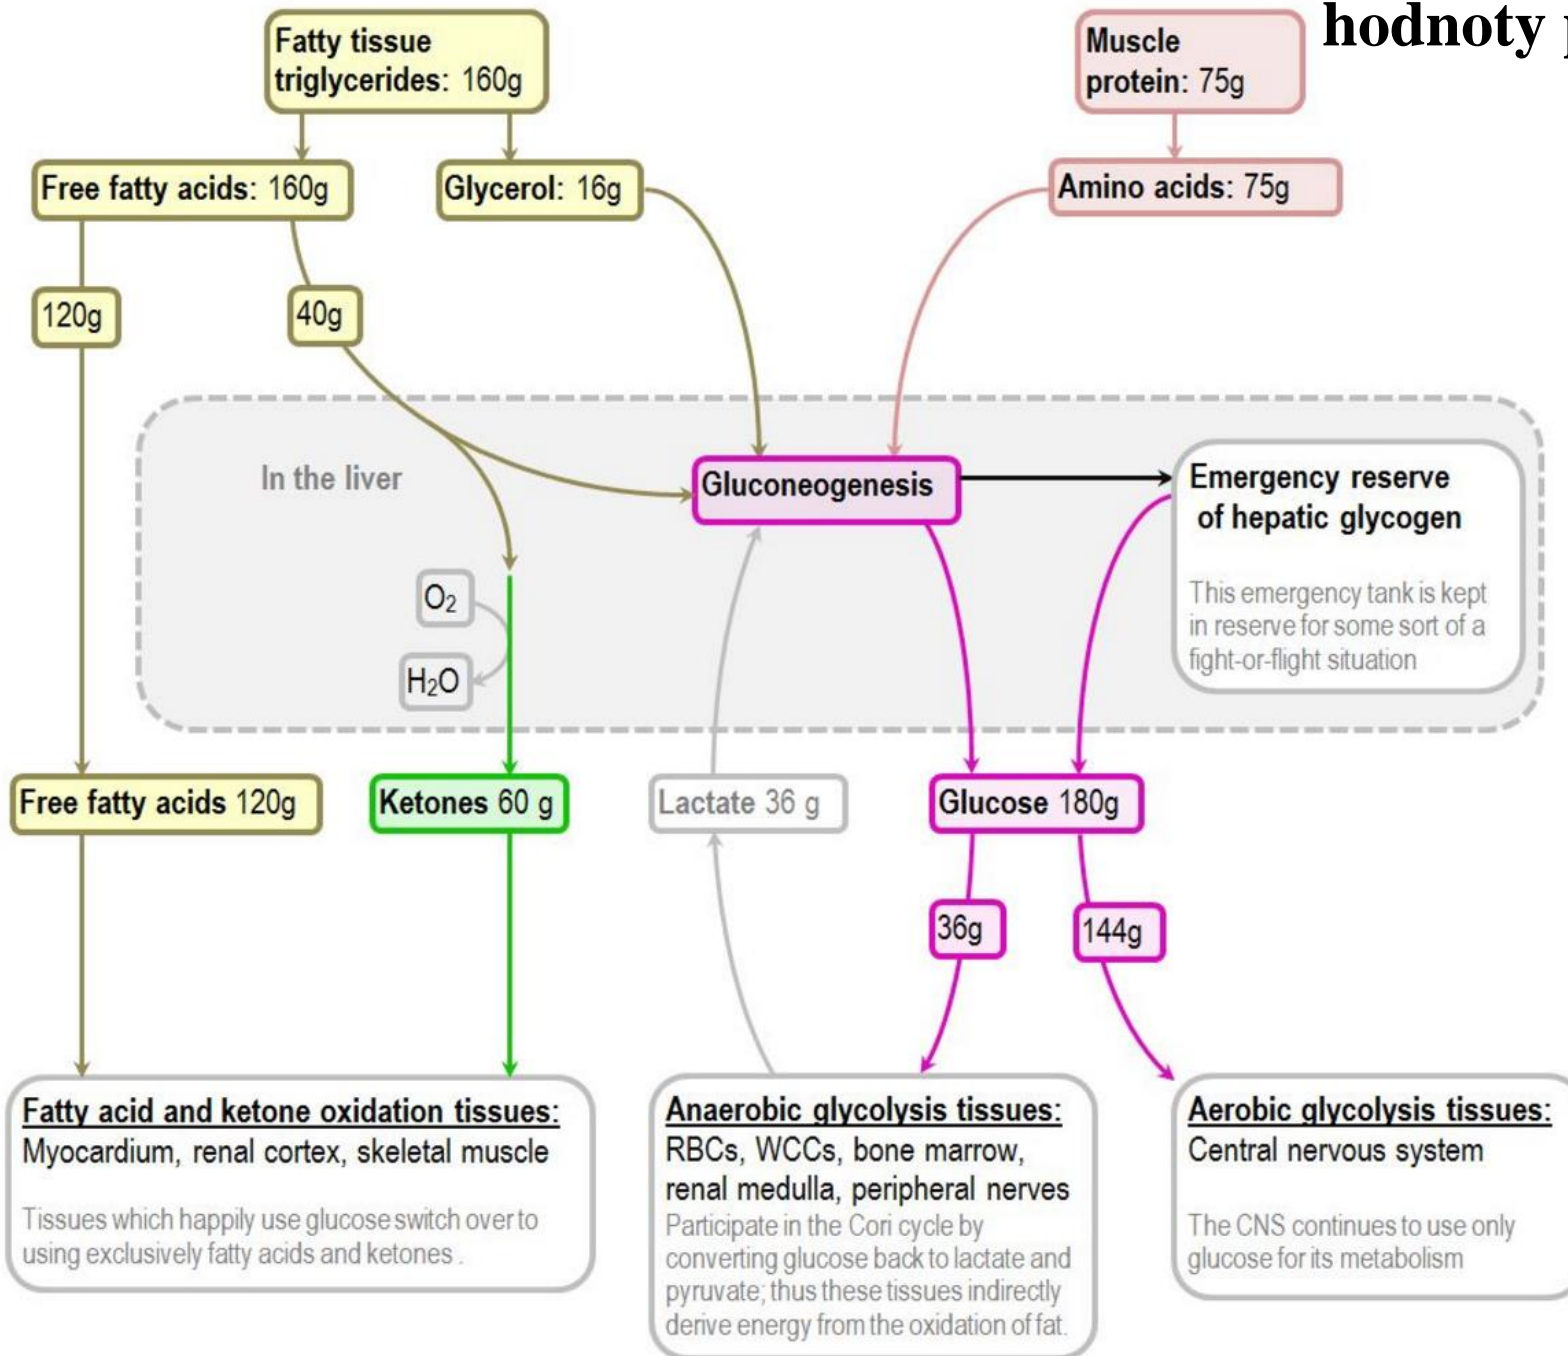 hodnoty
Fatty tissue
triglycerides: 160g
Muscle
protein: 75g
Free fatty acids: 160g
Glycerol: 16g
Amino acids: 75g
120g
40g
In the liver
Gluconeogenesis
Emergency reserve
of hepatic glycogen
This emergency tank is kept
in reserve for some sort of a
fight-or-flight situation
O₂
H₂O
Free fatty acids 120g
Ketones 60 g
Lactate 36 g
Glucose 180g
36g
144g
Fatty acid and ketone oxidation tissues:
Myocardium, renal cortex, skeletal muscle
Tissues which happily use glucose switch over to
using exclusively fatty acids and ketones .
Anaerobic glycolysis tissues:
RBCs, WCCs, bone marrow,
renal medulla, peripheral nerves
Participate in the Cori cycle by
converting glucose back to lactate and
pyruvate; thus these tissues indirectly
derive energy from the oxidation of fat.
Aerobic glycolysis tissues:
Central nervous system
The CNS continues to use only
glucose for its metabolism